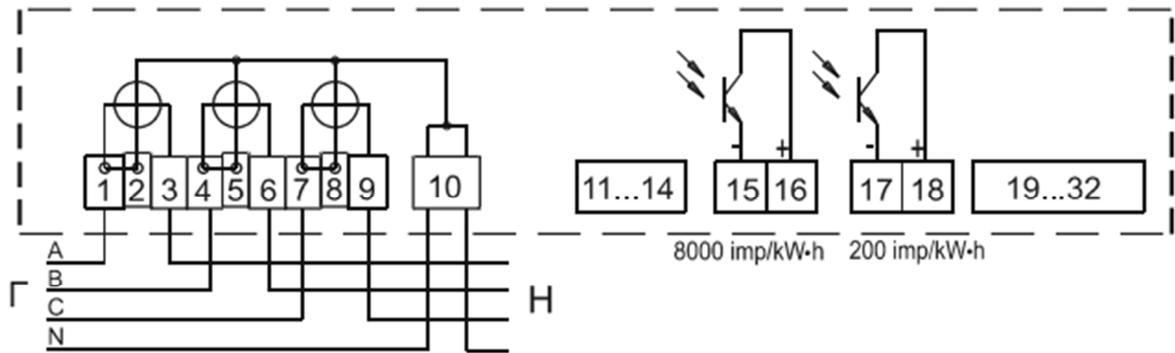 - + - +
1 2 3 4 5 6 7 8 9 10 11...14 15 16 17 18 19...32
8000 imp/kW•h 200 imp/kW•h
A
B
Г Н
C
N